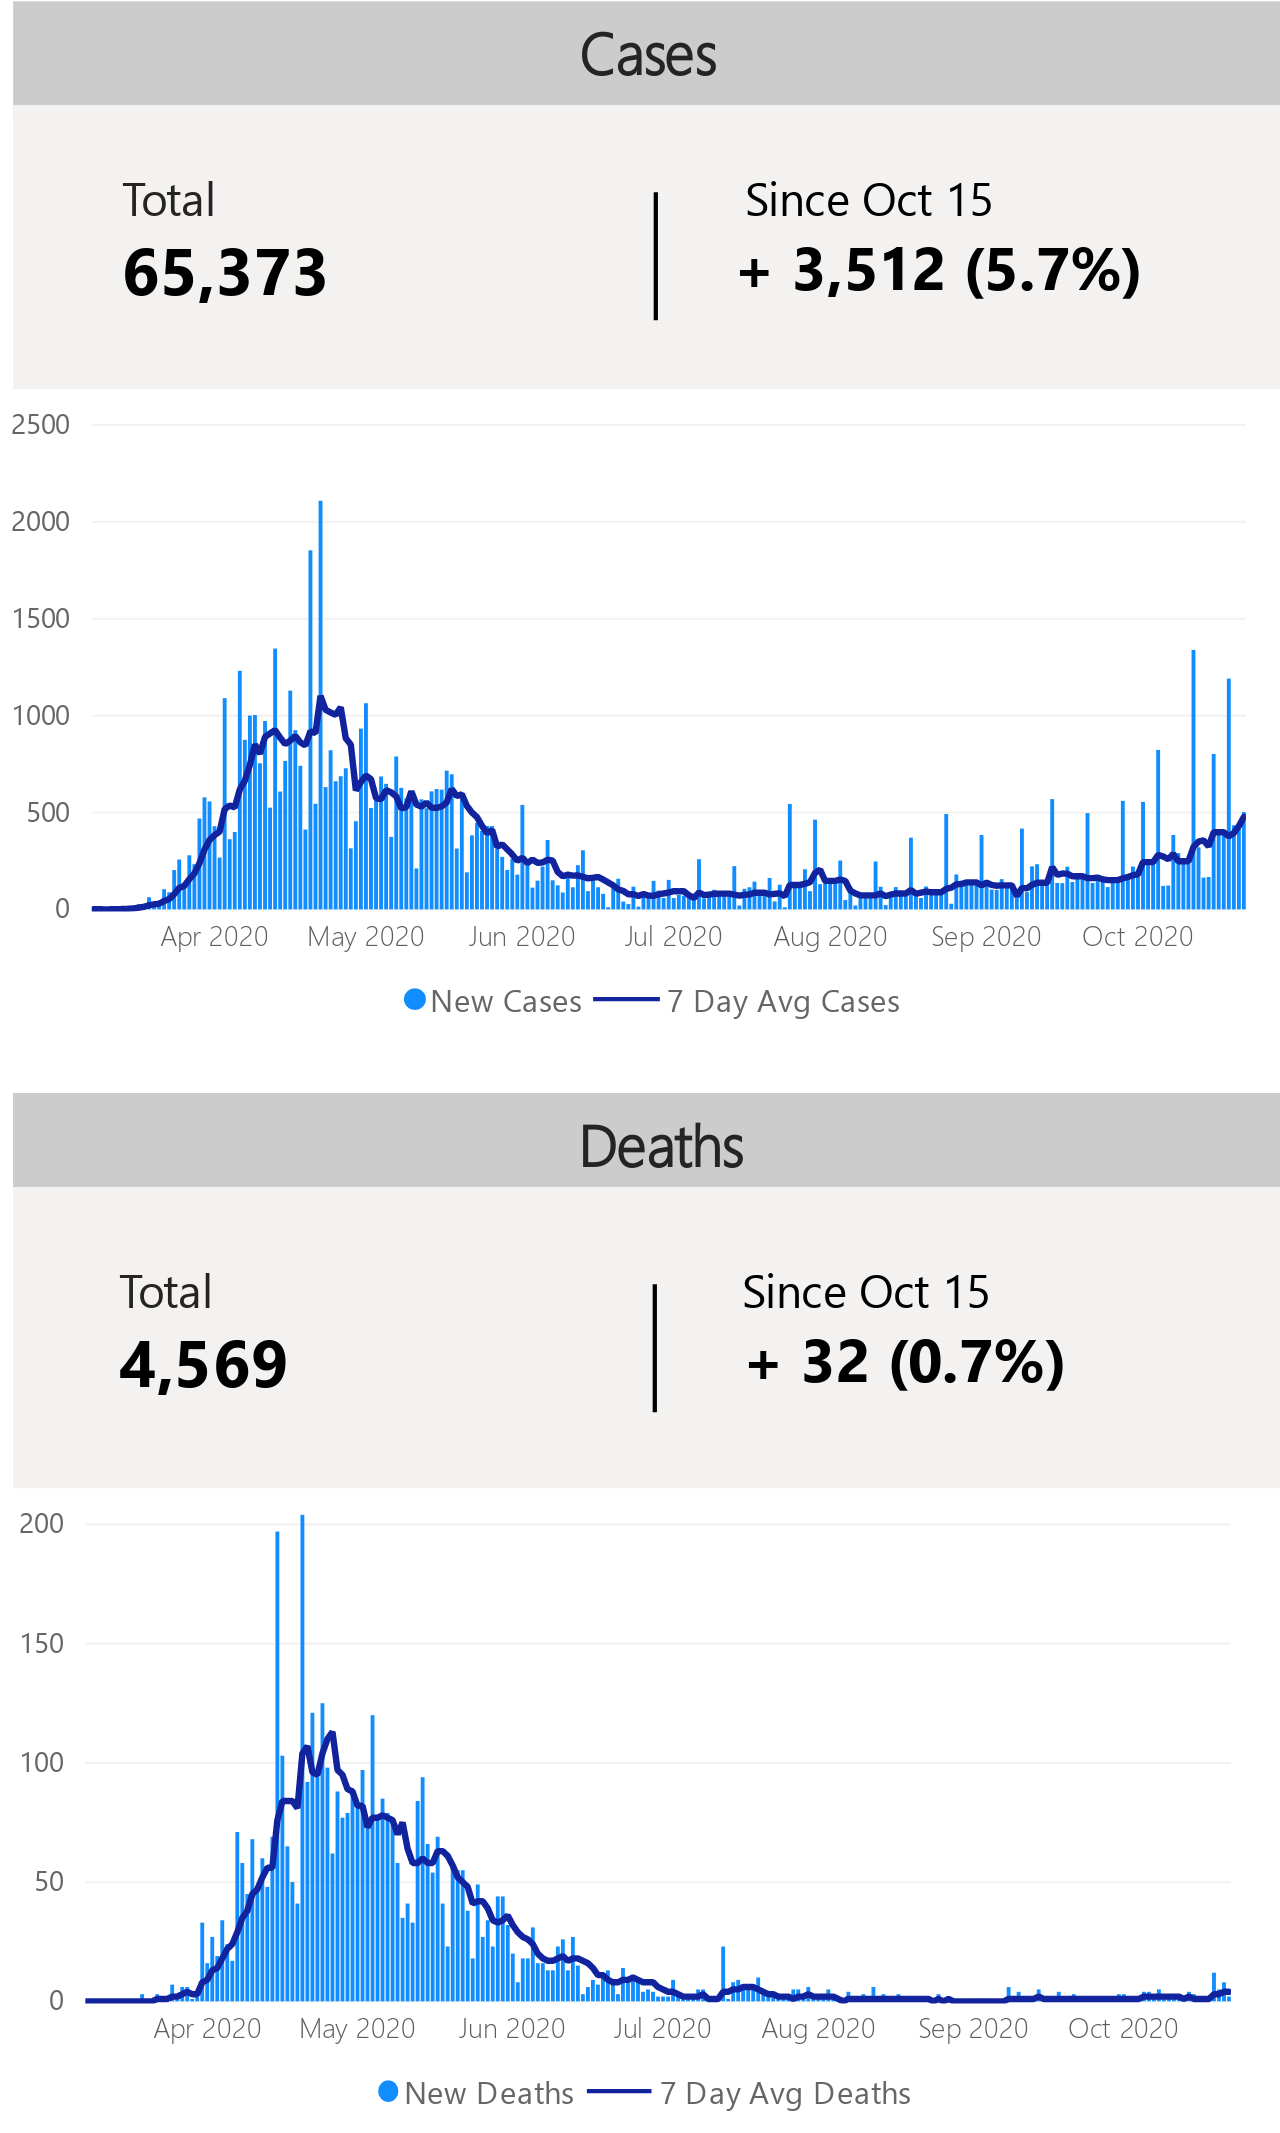 Cases
Total
Since Oct 15
65,373
+ 3,512 (5.7%)
2500
2000
1500
1000
500
0
Apr 2020 May 2020 Jun 2020 Jul 2020 Aug 2020 Sep 2020 Oct 2020
New Cases 7 Day Avg Cases
Deaths
Total
Since Oct 15
4,569
+ 32 (0.7%)
200
150
100
50
0
Apr 2020 May 2020 Jun 2020 Jul 2020 Aug 2020 Sep 2020 Oct 2020
New Deaths 7 Day Avg Deaths